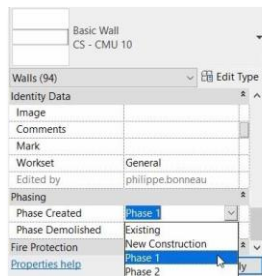 Basic Wall
CS - CMU 10
Walls (94) Edit Type
Identity Data
Image
Comments
Mark
Workset General
Edited by philippe.bonneau
Phasing
Phase Created Phase 1
Phase Demolished Existing
New Construction
Fire Protection
Phase 1
Properties help
Phase 2
ly